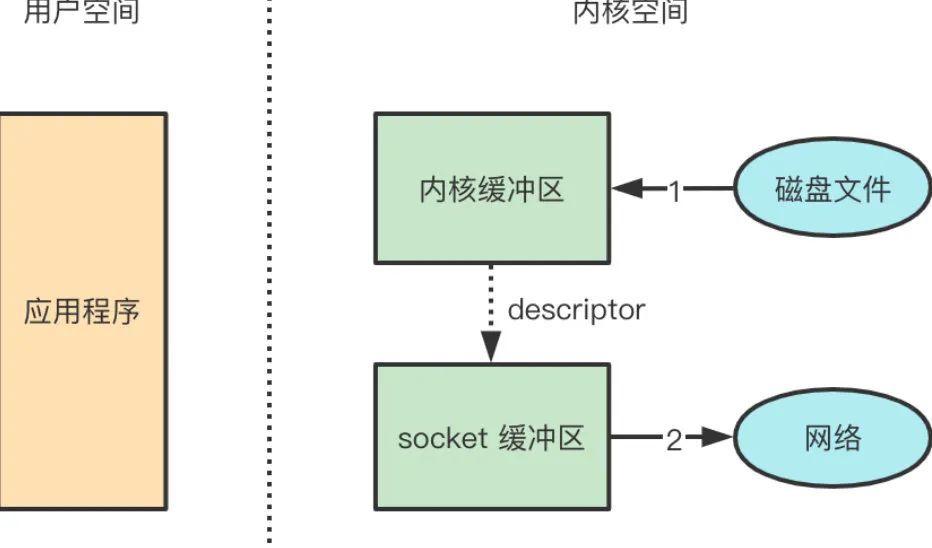 用户空间
内核空间
内核缓冲区
1
磁盘文件
应用程序
descriptor
socket 缓冲区
2
网络